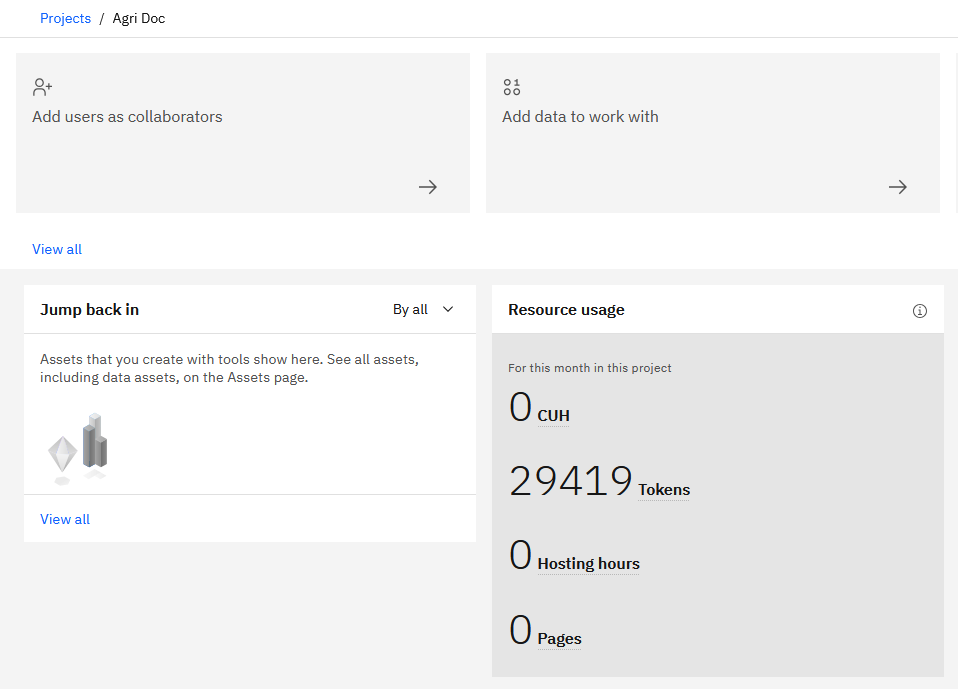 Projects / Agri Doc
Add users as collaborators
Add data to work with
View all
Jump back in
By all
Assets that you create with tools show here. See all assets,
including data assets, on the Assets page.
View all
Resource usage
For this month in this project
0 CUH
29419 Tokens
0 Hosting hours
0 Pages